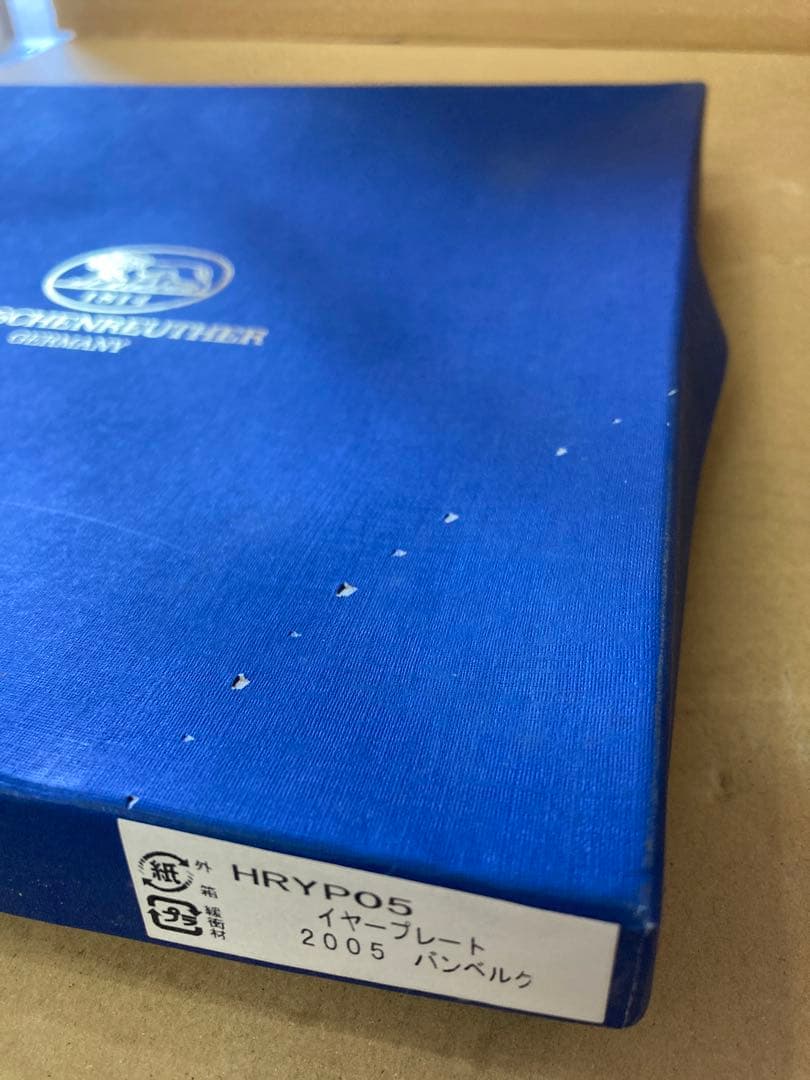 1814
SCHENREUTHER
GERMANY
紙
外箱
プラ
緩衝材
HRYP05
イヤープレート
2005 バンベルク